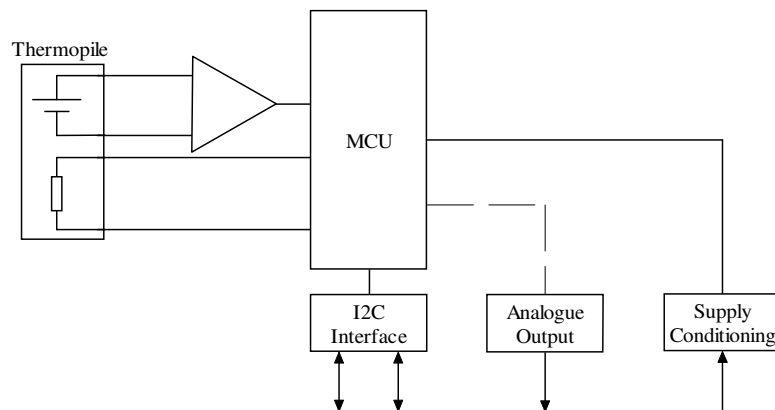 Thermopile
MCU
I2C
Interface
Analogue
Output
Supply
Conditioning